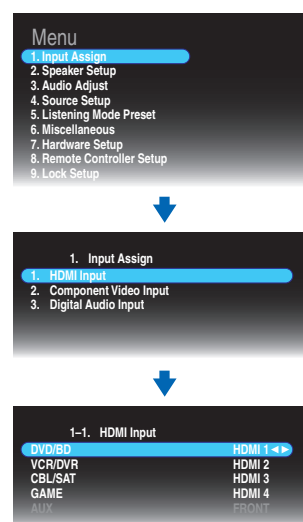 Menu
1. Input Assign
2. Speaker Setup
3. Audio Adjust
4. Source Setup
5. Listening Mode Preset
6. Miscellaneous
7. Hardware Setup
8. Remote Controller Setup
9. Lock Setup
1. Input Assign
1. HDMI Input
2. Component Video Input
3. Digital Audio Input
1–1. HDMI Input
DVD/BD HDMI 1 ◄►
VCR/DVR HDMI 2
CBL/SAT HDMI 3
GAME HDMI 4
AUX FRONT